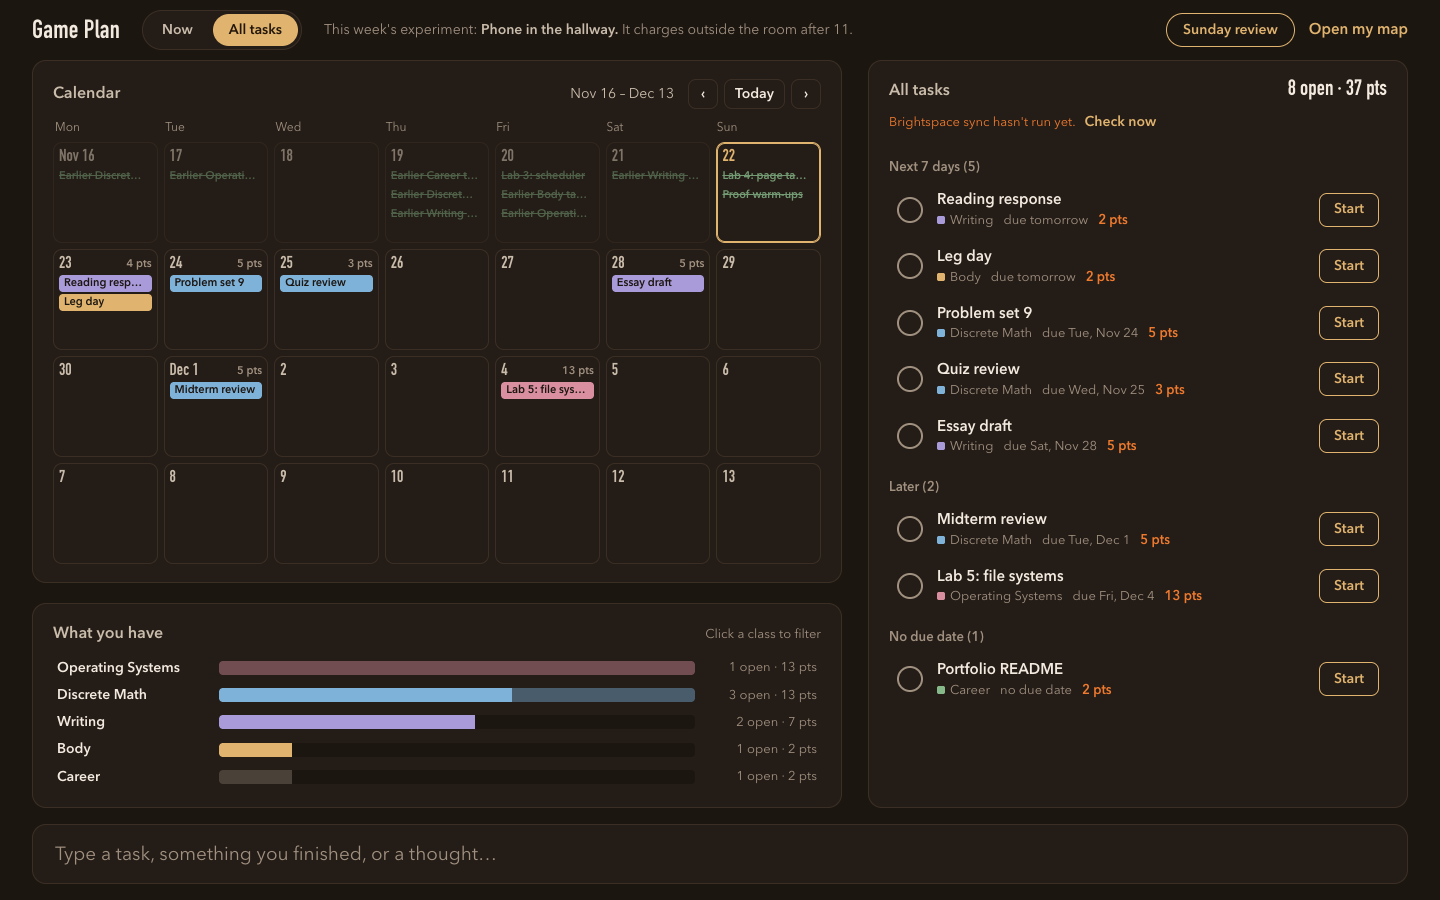 Game Plan
Now
All tasks
This week's experiment: Phone in the hallway. It charges outside the room after 11.
Sunday review
Open my map
Calendar
Nov 16 – Dec 13
‹
Today
›
Mon Tue Wed Thu Fri Sat Sun
Nov 16
Earlier Discret…
17
Earlier Operati…
18
19
Earlier Career t…
Earlier Discret…
Earlier Writing …
20
Lab 3: scheduler
Earlier Body ta…
Earlier Operati…
21
Earlier Writing …
22
Lab 4: page ta…
Proof warm-ups
23 4 pts
Reading resp…
Leg day
24 5 pts
Problem set 9
25 3 pts
Quiz review
26
27
28 5 pts
Essay draft
29
30
Dec 1 5 pts
Midterm review
2
3
4 13 pts
Lab 5: file sys…
5
6
7
8
9
10
11
12
13
What you have
Click a class to filter
Operating Systems 1 open · 13 pts
Discrete Math 3 open · 13 pts
Writing 2 open · 7 pts
Body 1 open · 2 pts
Career 1 open · 2 pts
All tasks
8 open · 37 pts
Brightspace sync hasn't run yet. Check now
Next 7 days (5)
Reading response
Writing due tomorrow 2 pts
Start
Leg day
Body due tomorrow 2 pts
Start
Problem set 9
Discrete Math due Tue, Nov 24 5 pts
Start
Quiz review
Discrete Math due Wed, Nov 25 3 pts
Start
Essay draft
Writing due Sat, Nov 28 5 pts
Start
Later (2)
Midterm review
Discrete Math due Tue, Dec 1 5 pts
Start
Lab 5: file systems
Operating Systems due Fri, Dec 4 13 pts
Start
No due date (1)
Portfolio README
Career no due date 2 pts
Start
Type a task, something you finished, or a thought…